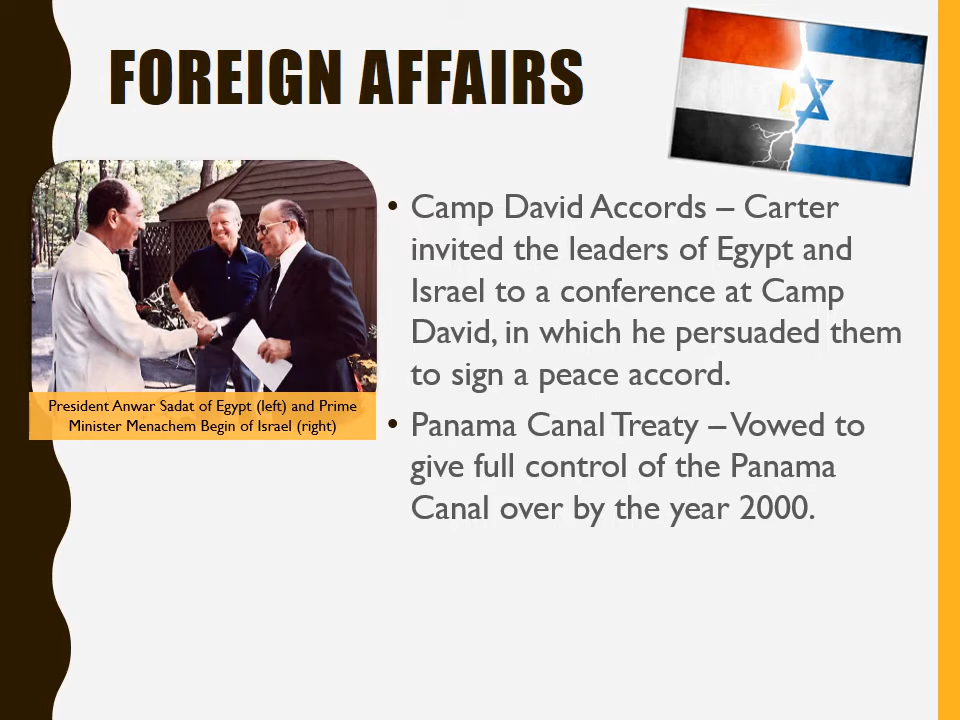 FOREIGN AFFAIRS
President Anwar Sadat of Egypt (left) and Prime
Minister Menachem Begin of Israel (right)
• Camp David Accords – Carter
invited the leaders of Egypt and
Israel to a conference at Camp
David, in which he persuaded them
to sign a peace accord.
• Panama Canal Treaty – Vowed to
give full control of the Panama
Canal over by the year 2000.